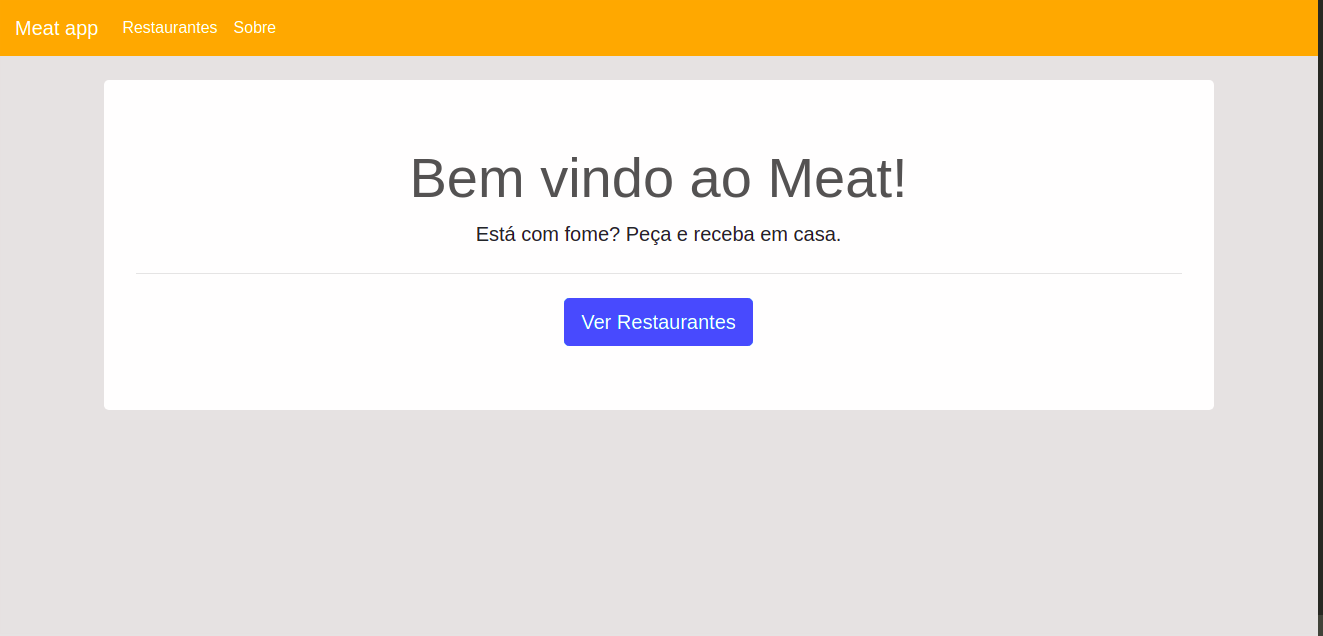 Meat app Restaurantes Sobre
Bem vindo ao Meat!
Está com fome? Peça e receba em casa.
Ver Restaurantes